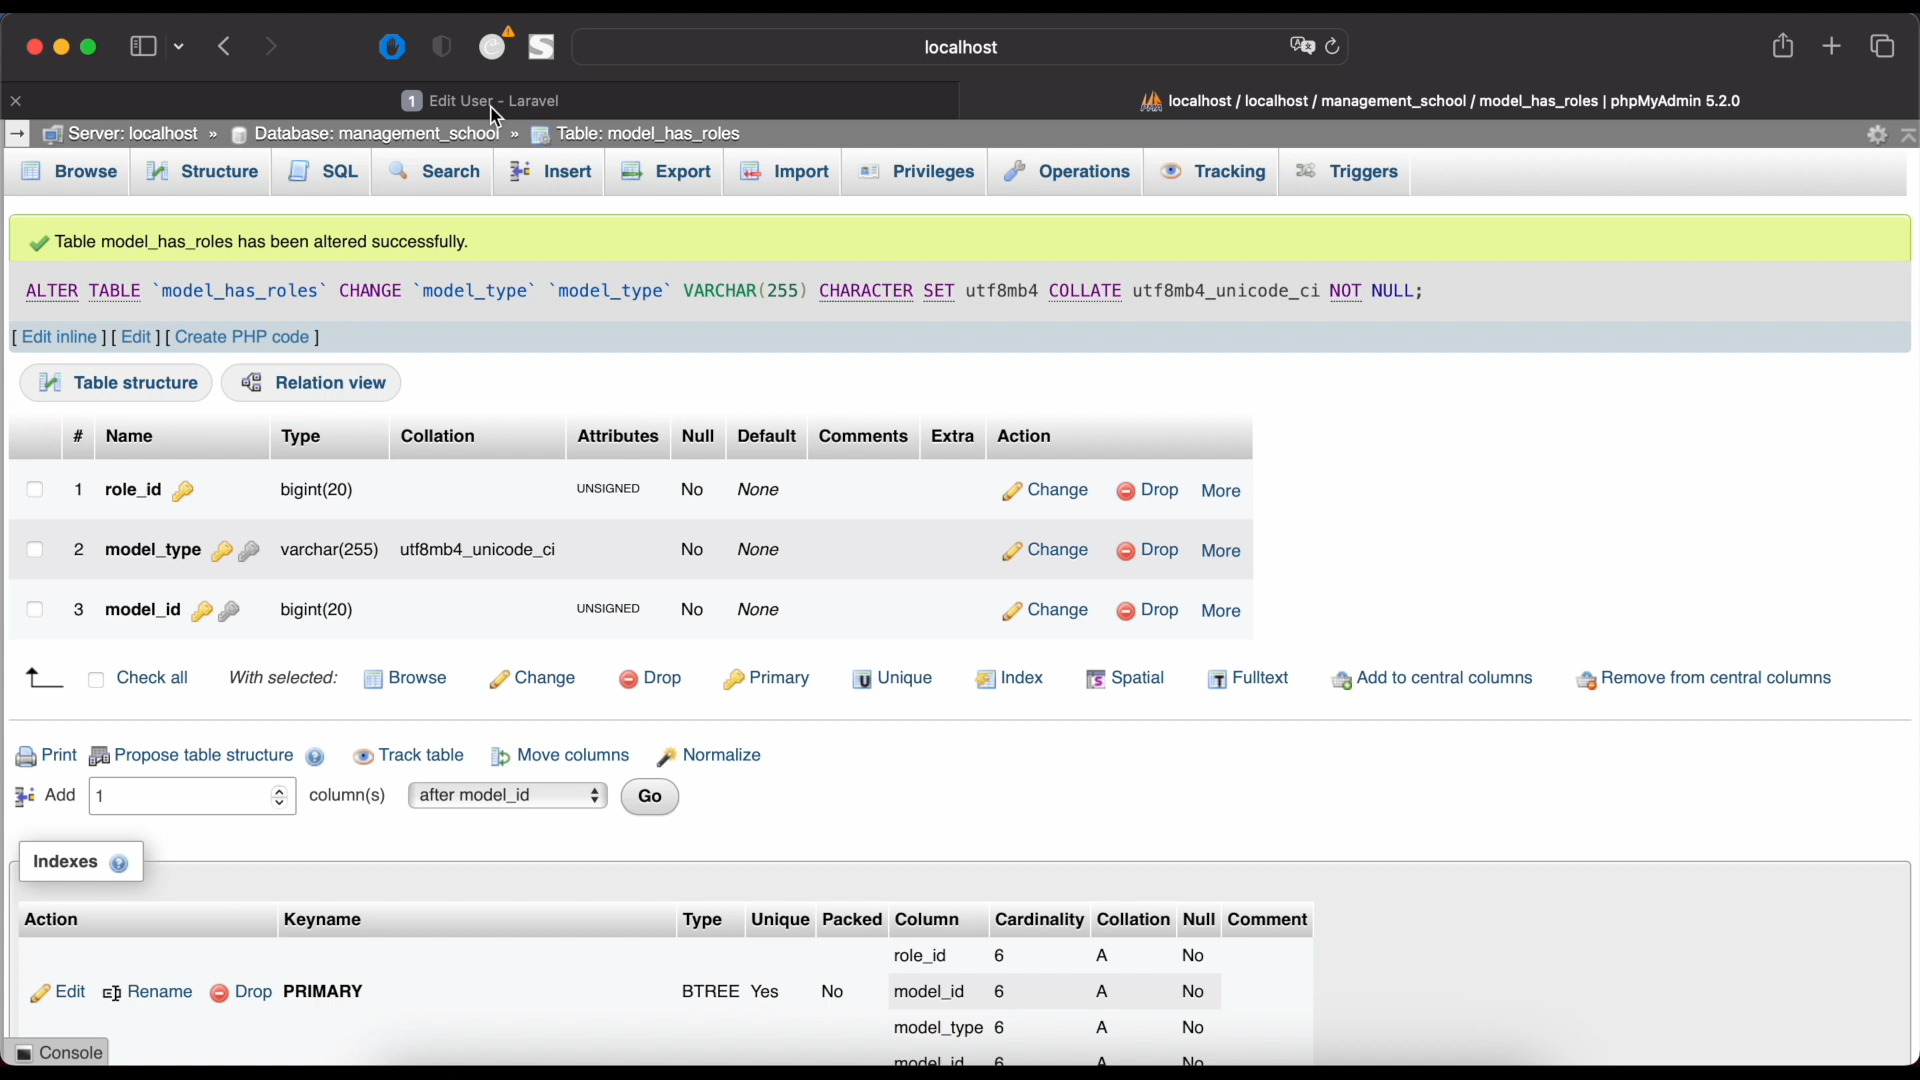 localhost
1 Edit User - Laravel
localhost / localhost / management_school / model_has_roles | phpMyAdmin 5.2.0
Server: localhost » Database: management_school » Table: model_has_roles
Browse Structure SQL Search Insert Export Import Privileges Operations Tracking Triggers
Table model_has_roles has been altered successfully.
ALTER TABLE `model_has_roles` CHANGE `model_type` `model_type` VARCHAR(255) CHARACTER SET utf8mb4 COLLATE utf8mb4_unicode_ci NOT NULL;
[ Edit inline ] [ Edit ] [ Create PHP code ]
Table structure Relation view
# Name Type Collation Attributes Null Default Comments Extra Action
1 role_id bigint(20) UNSIGNED No None Change Drop More
2 model_type varchar(255) utf8mb4_unicode_ci No None Change Drop More
3 model_id bigint(20) UNSIGNED No None Change Drop More
Check all With selected: Browse Change Drop Primary Unique Index Spatial Fulltext Add to central columns Remove from central columns
Print Propose table structure Track table Move columns Normalize
Add 1 column(s) after model_id Go
Indexes
Action Keyname Type Unique Packed Column Cardinality Collation Null Comment
role_id 6 A No
Edit Rename Drop PRIMARY BTREE Yes No model_id 6 A No
model_type 6 A No
model_id 6 A No
Console